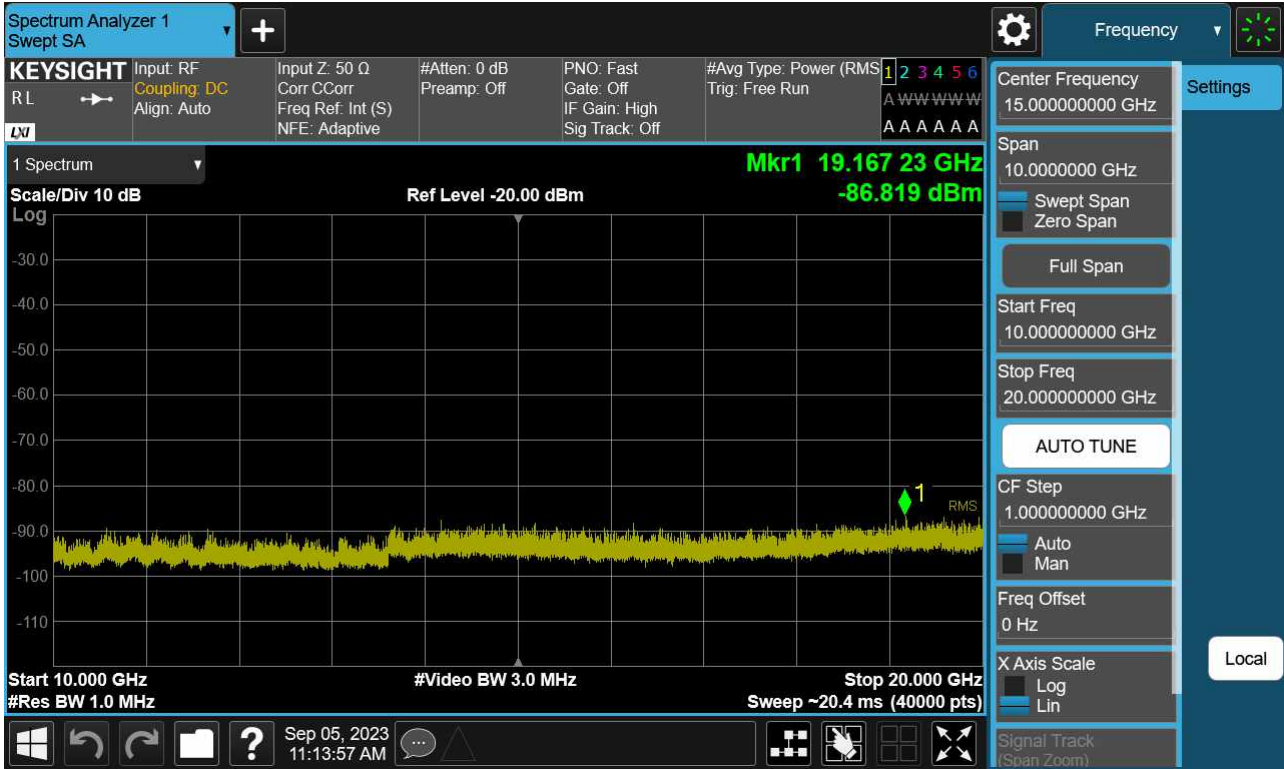 Spectrum Analyzer 1
Swept SA
+
Frequency
KEYSIGHT
R L
LXI
Input: RF
Coupling: DC
Align: Auto
Input Z: 50 Ω
Corr CCorr
Freq Ref: Int (S)
NFE: Adaptive
#Atten: 0 dB
Preamp: Off
PNO: Fast
Gate: Off
IF Gain: High
Sig Track: Off
#Avg Type: Power (RMS
Trig: Free Run
1 2 3 4 5 6
A W W W W W
A A A A A A
1 Spectrum
Scale/Div 10 dB
Log
Ref Level -20.00 dBm
Mkr1 19.167 23 GHz
-86.819 dBm
-30.0
-40.0
-50.0
-60.0
-70.0
-80.0
-90.0
-100
-110
1
RMS
Start 10.000 GHz
#Res BW 1.0 MHz
#Video BW 3.0 MHz
Stop 20.000 GHz
Sweep ~20.4 ms (40000 pts)
Center Frequency
15.000000000 GHz
Span
10.0000000 GHz
Swept Span
Zero Span
Full Span
Start Freq
10.000000000 GHz
Stop Freq
20.000000000 GHz
AUTO TUNE
CF Step
1.000000000 GHz
Auto
Man
Freq Offset
0 Hz
X Axis Scale
Log
Lin
Signal Track
(Span Zoom)
Settings
Local
?
Sep 05, 2023
11:13:57 AM